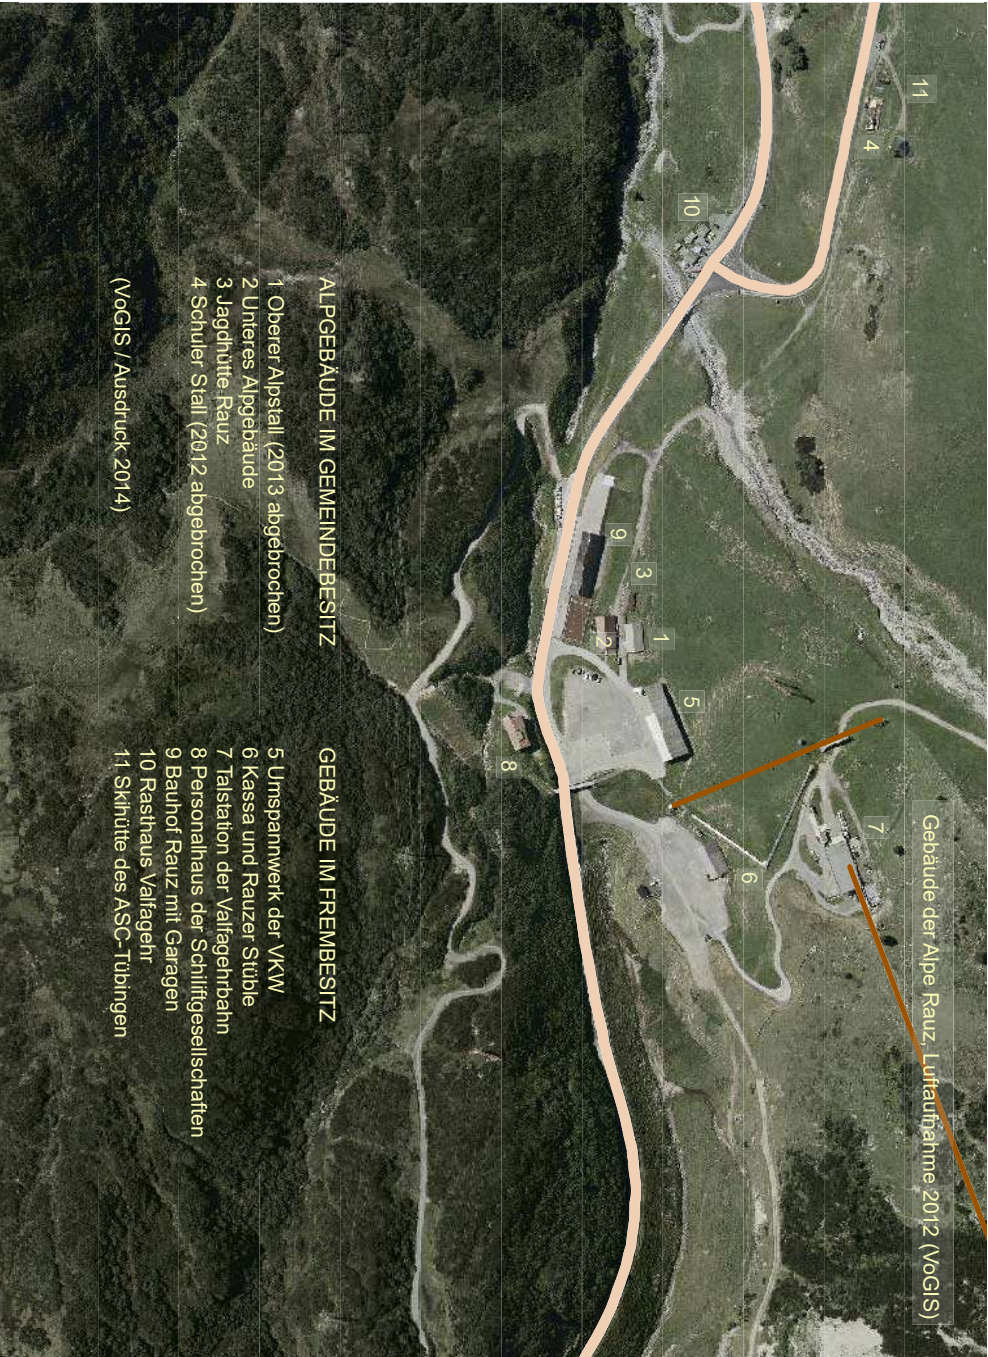 Gebäude der Alpe Rauz, Luftaufnahme 2012 (VoGIS)
11
4
10
9
3
1
2
5
7
6
8
ALPGEBÄUDE IM GEMEINDEBESITZ
1 Oberer Alpstall (2013 abgebrochen)
2 Unteres Alpgebäude
3 Jagdhütte Rauz
4 Schuler Stall (2012 abgebrochen)
(VoGIS / Ausdruck 2014)
GEBÄUDE IM FREMBESITZ
5 Umspannwerk der VKW
6 Kassa und Rauzer Stüble
7 Talstation der Valfagehrbahn
8 Personalhaus der Schiliftgesellschaften
9 Bauhof Rauz mit Garagen
10 Rasthaus Valfagehr
11 Skihütte des ASC-Tübingen